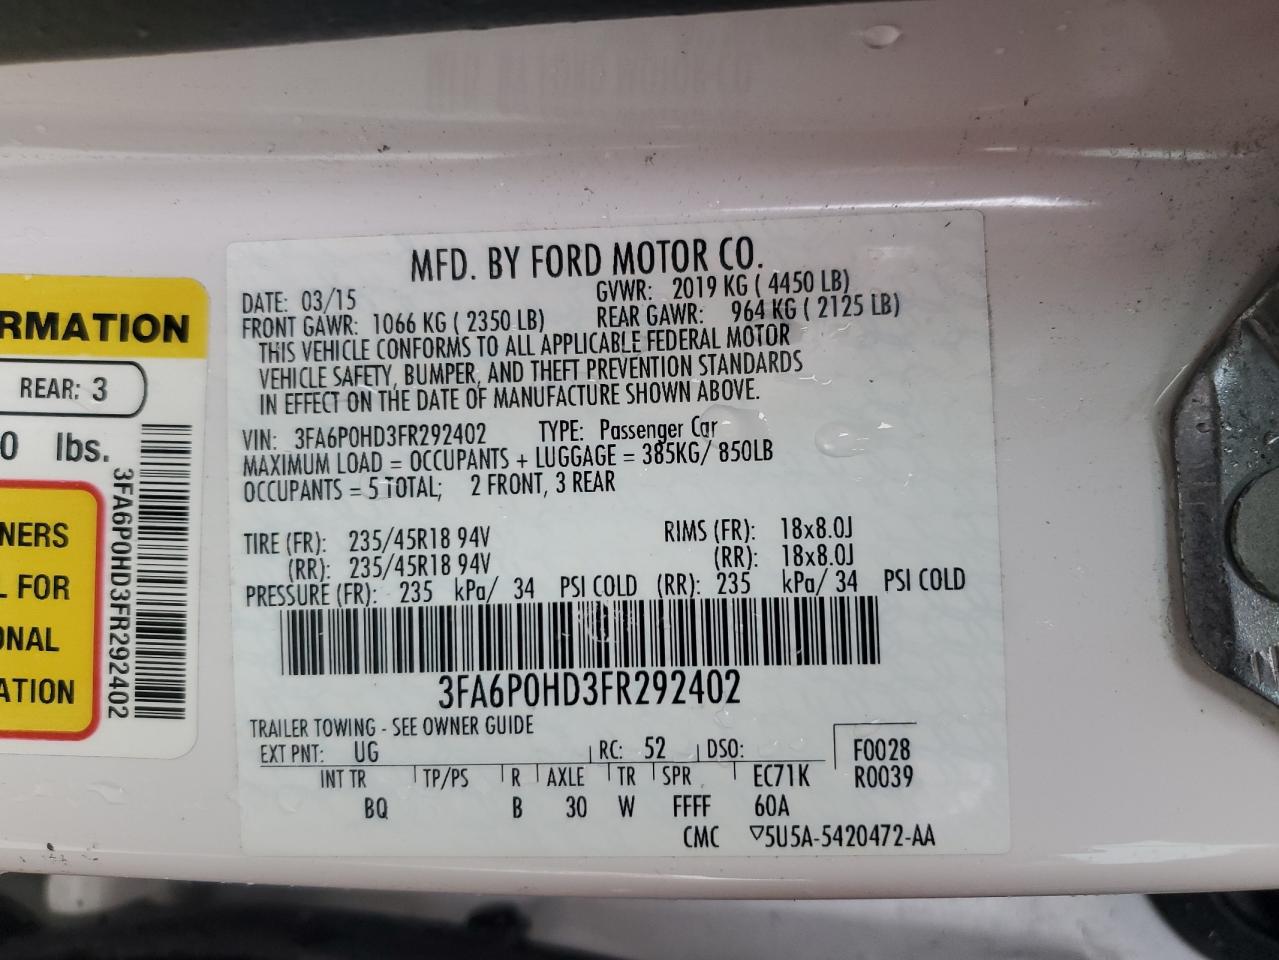 MFD. BY FORD MOTOR CO.
DATE: 03/15 GVWR: 2019 KG ( 4450 LB)
FRONT GAWR: 1066 KG ( 2350 LB) REAR GAWR: 964 KG ( 2125 LB)
THIS VEHICLE CONFORMS TO ALL APPLICABLE FEDERAL MOTOR
VEHICLE SAFETY, BUMPER, AND THEFT PREVENTION STANDARDS
IN EFFECT ON THE DATE OF MANUFACTURE SHOWN ABOVE.
VIN: 3FA6P0HD3FR292402 TYPE: Passenger Car
MAXIMUM LOAD = OCCUPANTS + LUGGAGE = 385KG/ 850LB
OCCUPANTS = 5 TOTAL; 2 FRONT, 3 REAR
TIRE (FR): 235/45R18 94V RIMS (FR): 18x8.0J
(RR): 235/45R18 94V (RR): 18x8.0J
PRESSURE (FR): 235 kPa/ 34 PSI COLD (RR): 235 kPa/ 34 PSI COLD
3FA6P0HD3FR292402
TRAILER TOWING - SEE OWNER GUIDE
EXT PNT: UG RC: 52 DSO: F0028
INT TR TP/PS R AXLE TR SPR EC71K R0039
BQ B 30 W FFFF 60A
CMC ▽5U5A-5420472-AA
RMATION
REAR: 3
0 lbs.
3FA6P0HD3FR292402
NERS
L FOR
ONAL
ATION